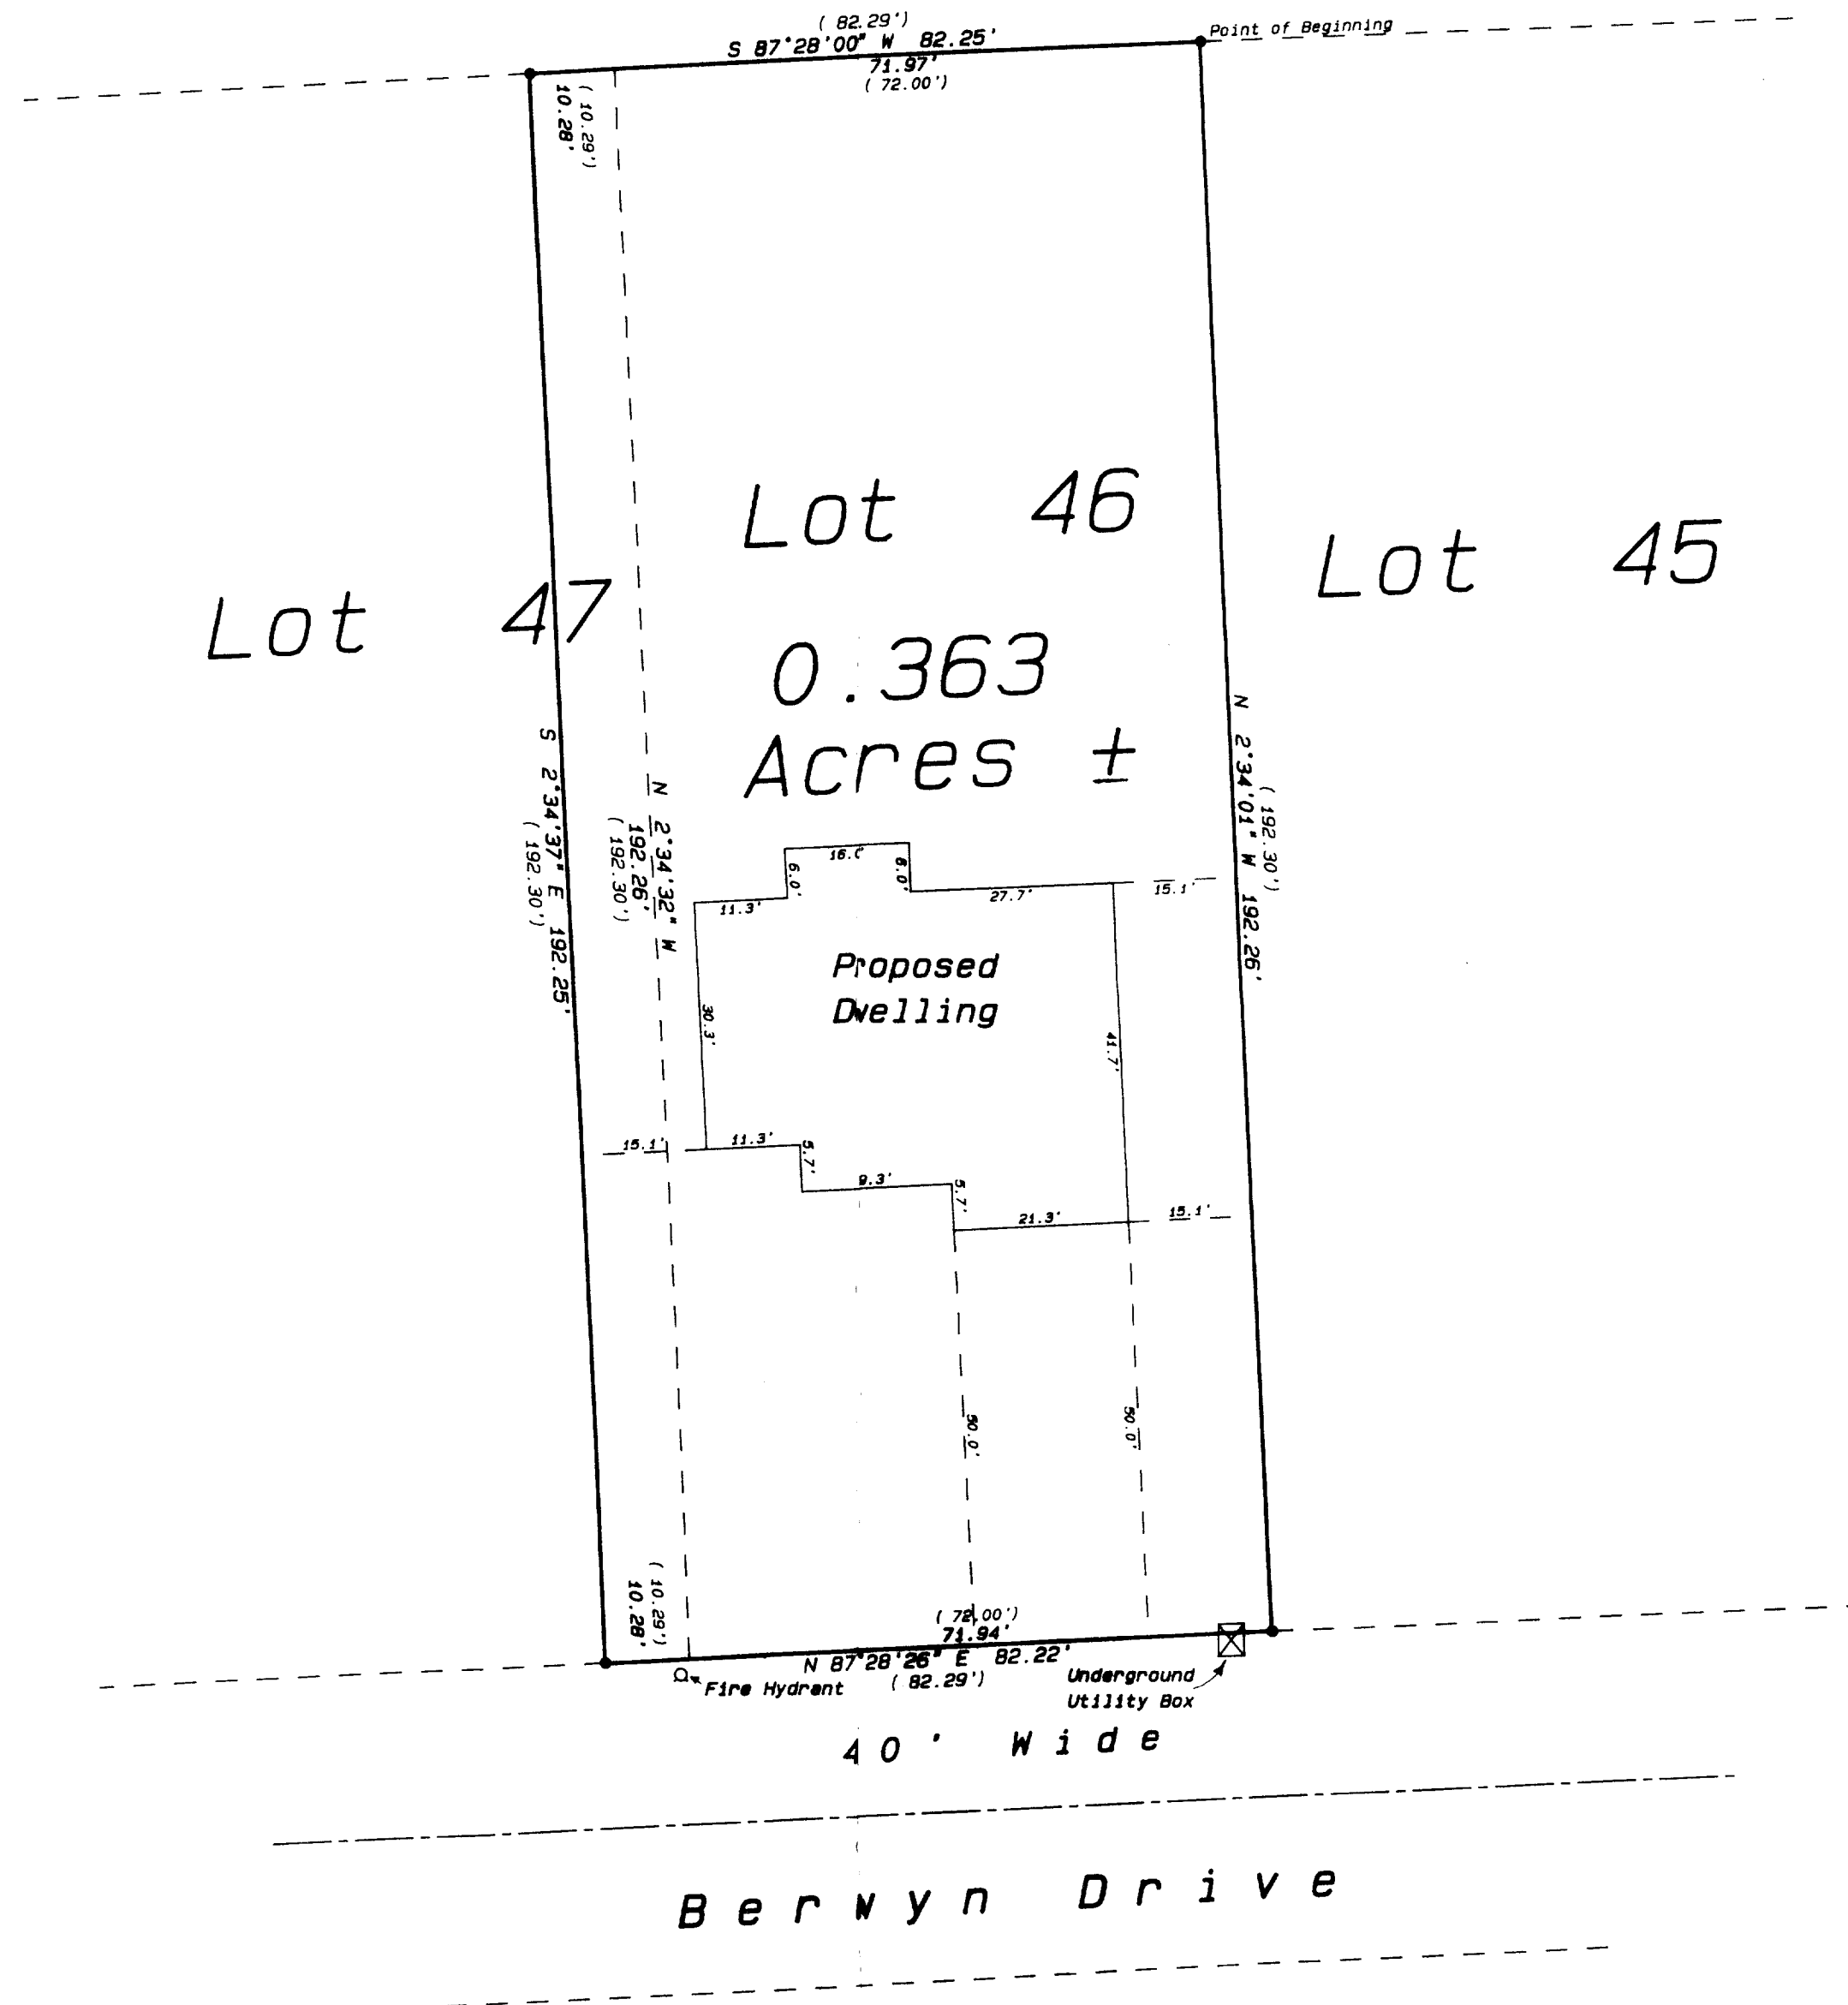 ( 82.29')
S 87°28'00" W 82.25'
71.97'
( 72.00')
Point of Beginning
( 10.29')
10.28'
Lot 46
Lot 45
Lot 47
0.363
Acres ±
S 2°34'37" E 192.25'
( 192.30')
N 2°34'32" W
192.26'
( 192.30')
N 2°34'01" W 192.26'
( 192.30')
6.0'
6.0'
11.3'
27.7'
15.1'
Proposed
Dwelling
30.3'
41.7'
15.1'
11.3'
5.7'
9.3'
5.7'
21.3'
15.1'
50.0'
50.0'
( 10.29')
10.28'
( 72.00')
71.94'
N 87°28'26" E 82.22'
( 82.29')
Fire Hydrant
Underground
Utility Box
40' Wide
Berwyn Drive